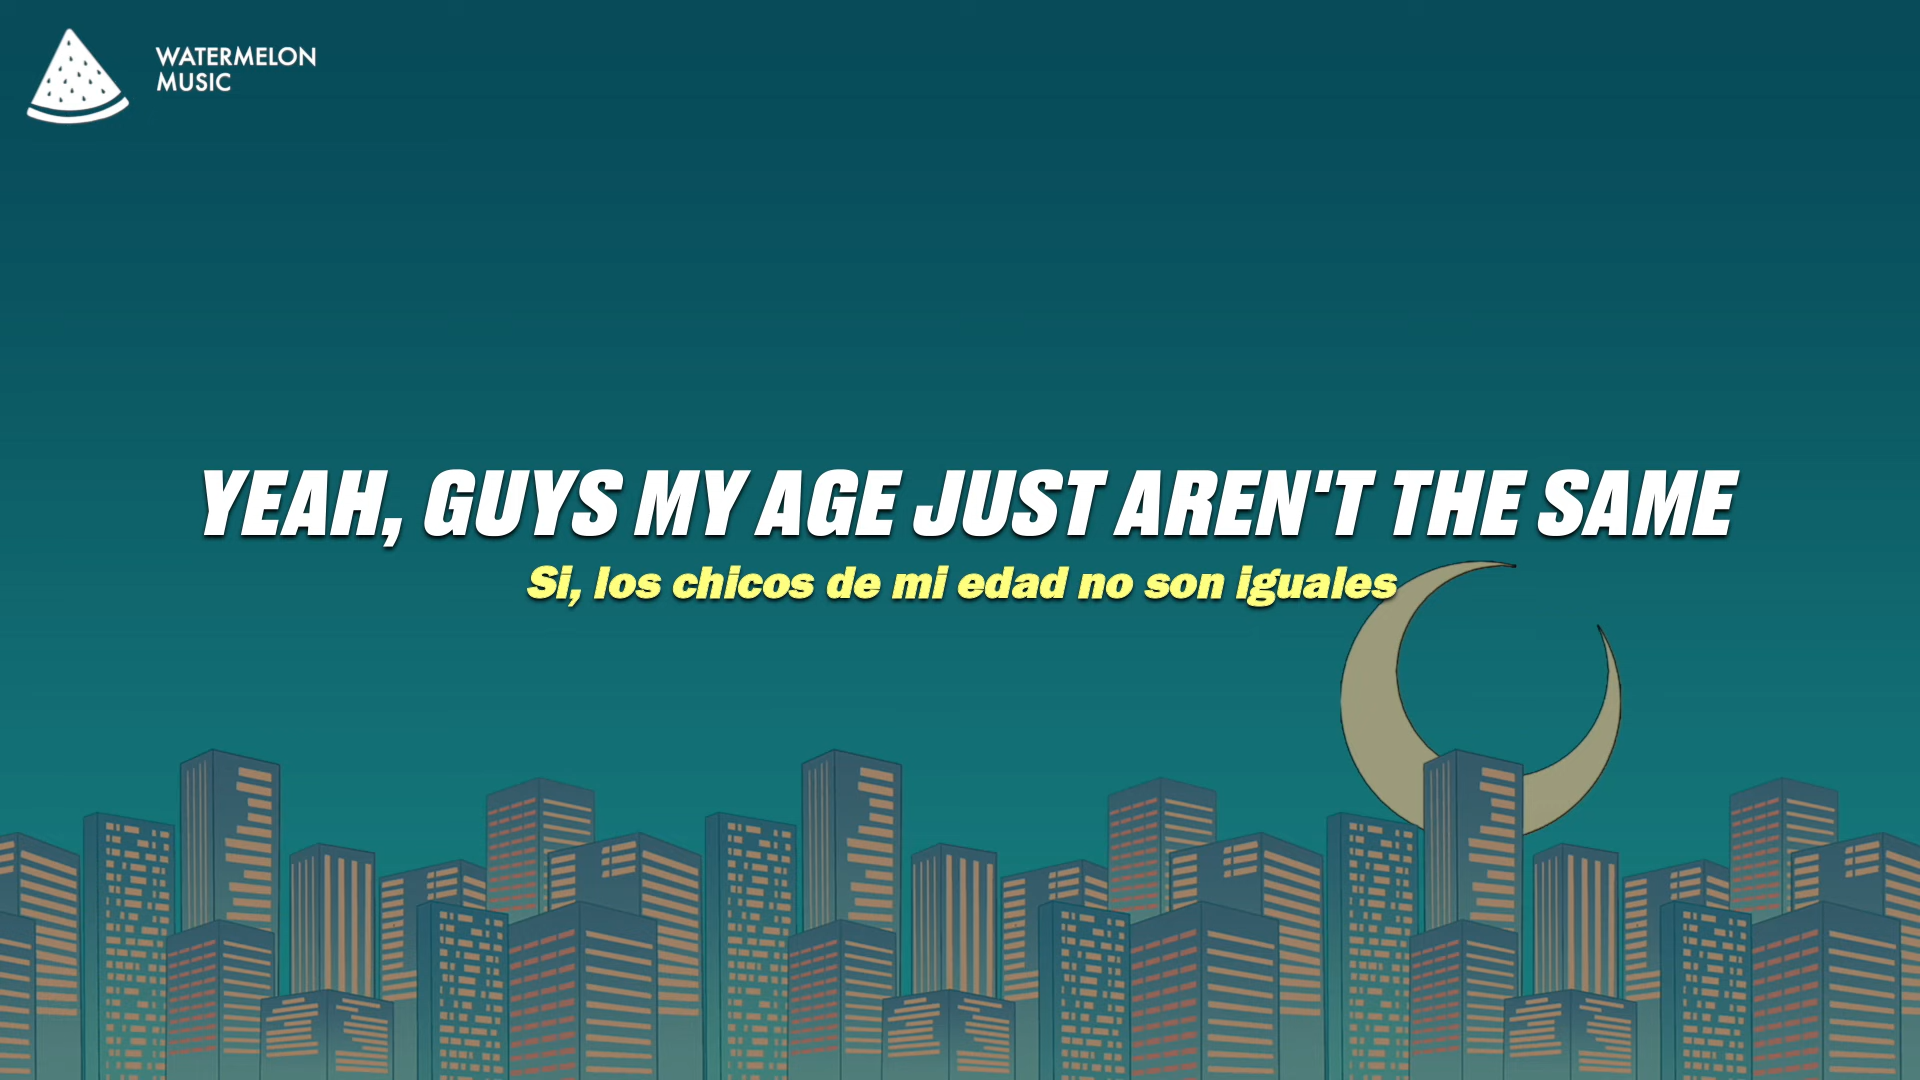 WATERMELON
MUSIC
YEAH, GUYS MY AGE JUST AREN'T THE SAME
Si, los chicos de mi edad no son iguales